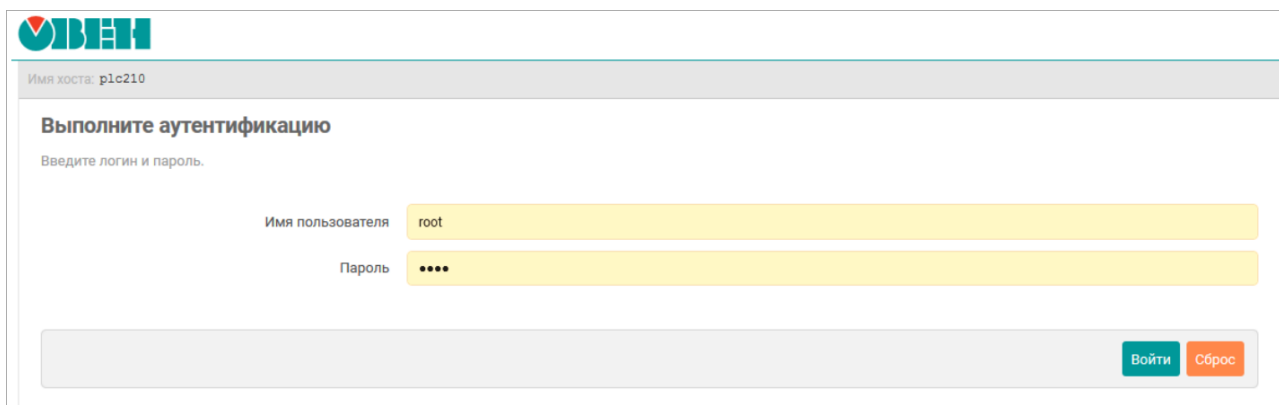 ОВЕН
Имя хоста: plc210
Выполните аутентификацию
Введите логин и пароль.
Имя пользователя root
Пароль ••••
Войти Сброс